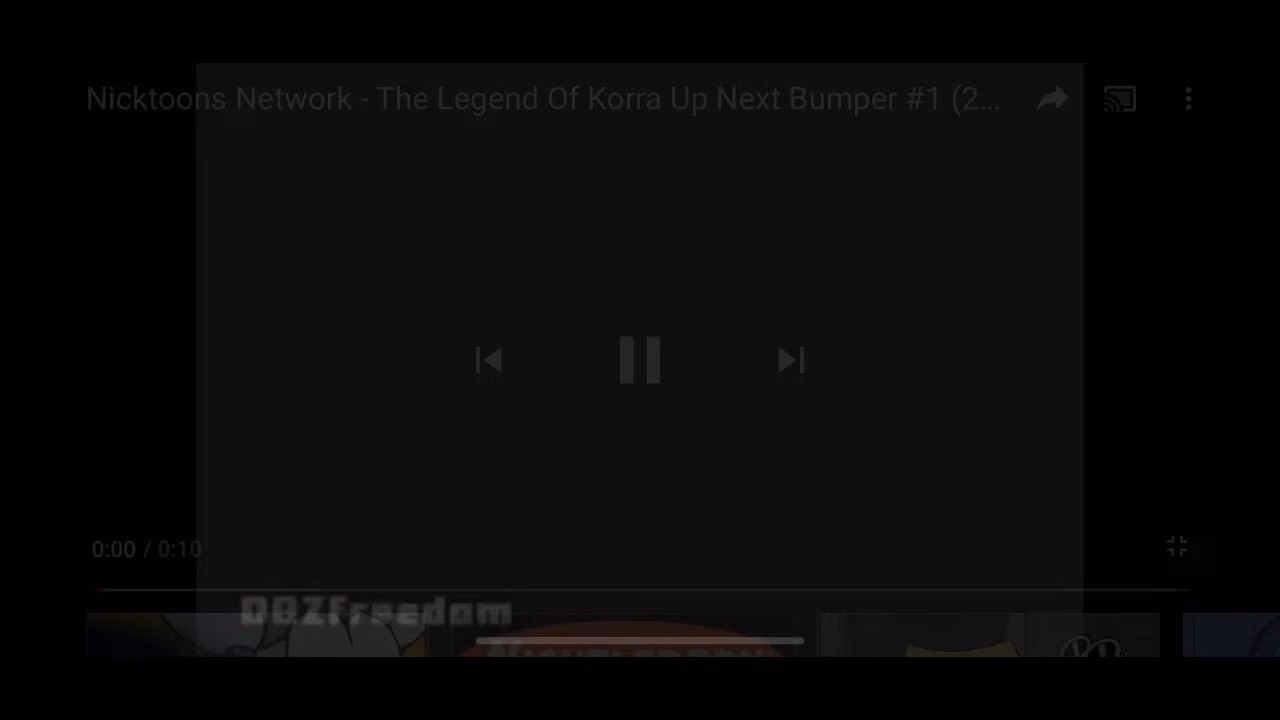 Nicktoons Network - The Legend Of Korra Up Next Bumper #1 (2...
0:00 / 0:10
DBZFreedom